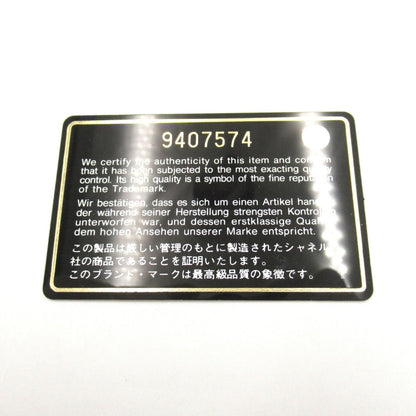 9407574
We certify the authenticity of this item and confirm
that it has been subjected to the most exacting quality
control. Its high quality is a symbol of the fine reputation
of the Trademark.
Wir bestätigen, dass es sich um einen Artikel handelt,
der während seiner Herstellung strengsten Kontrollen
unterworfen war, und dessen erstklassige Qualität
dem hohen Ansehen unserer Marke entspricht.
この製品は厳しい管理のもとに製造されたシャネル
社の商品であることを証明いたします。
このブランド・マークは最高級品質の象徴です。